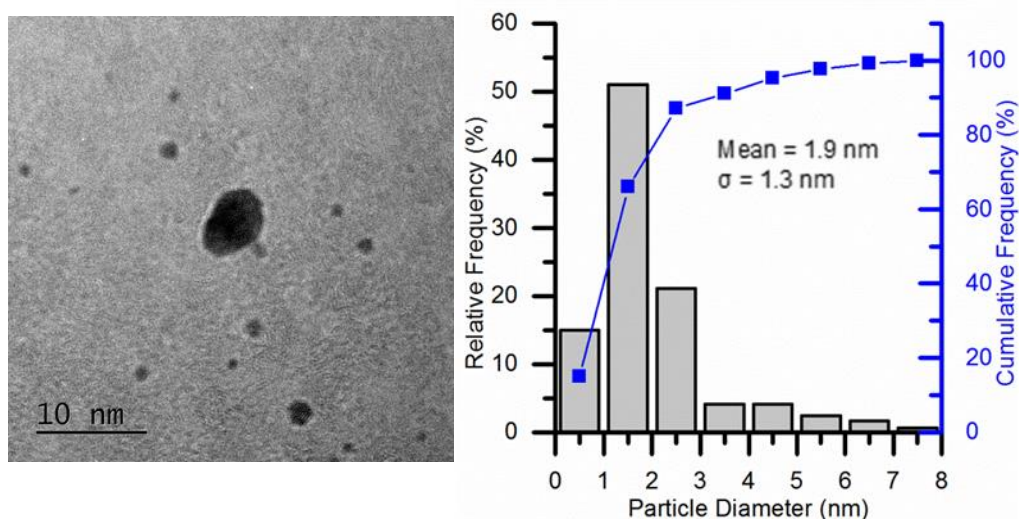 10 nm
60
50
40
30
20
10
0
Relative Frequency (%)
Mean = 1.9 nm
σ = 1.3 nm
100
80
60
40
20
0
Cumulative Frequency (%)
0 1 2 3 4 5 6 7 8
Particle Diameter (nm)